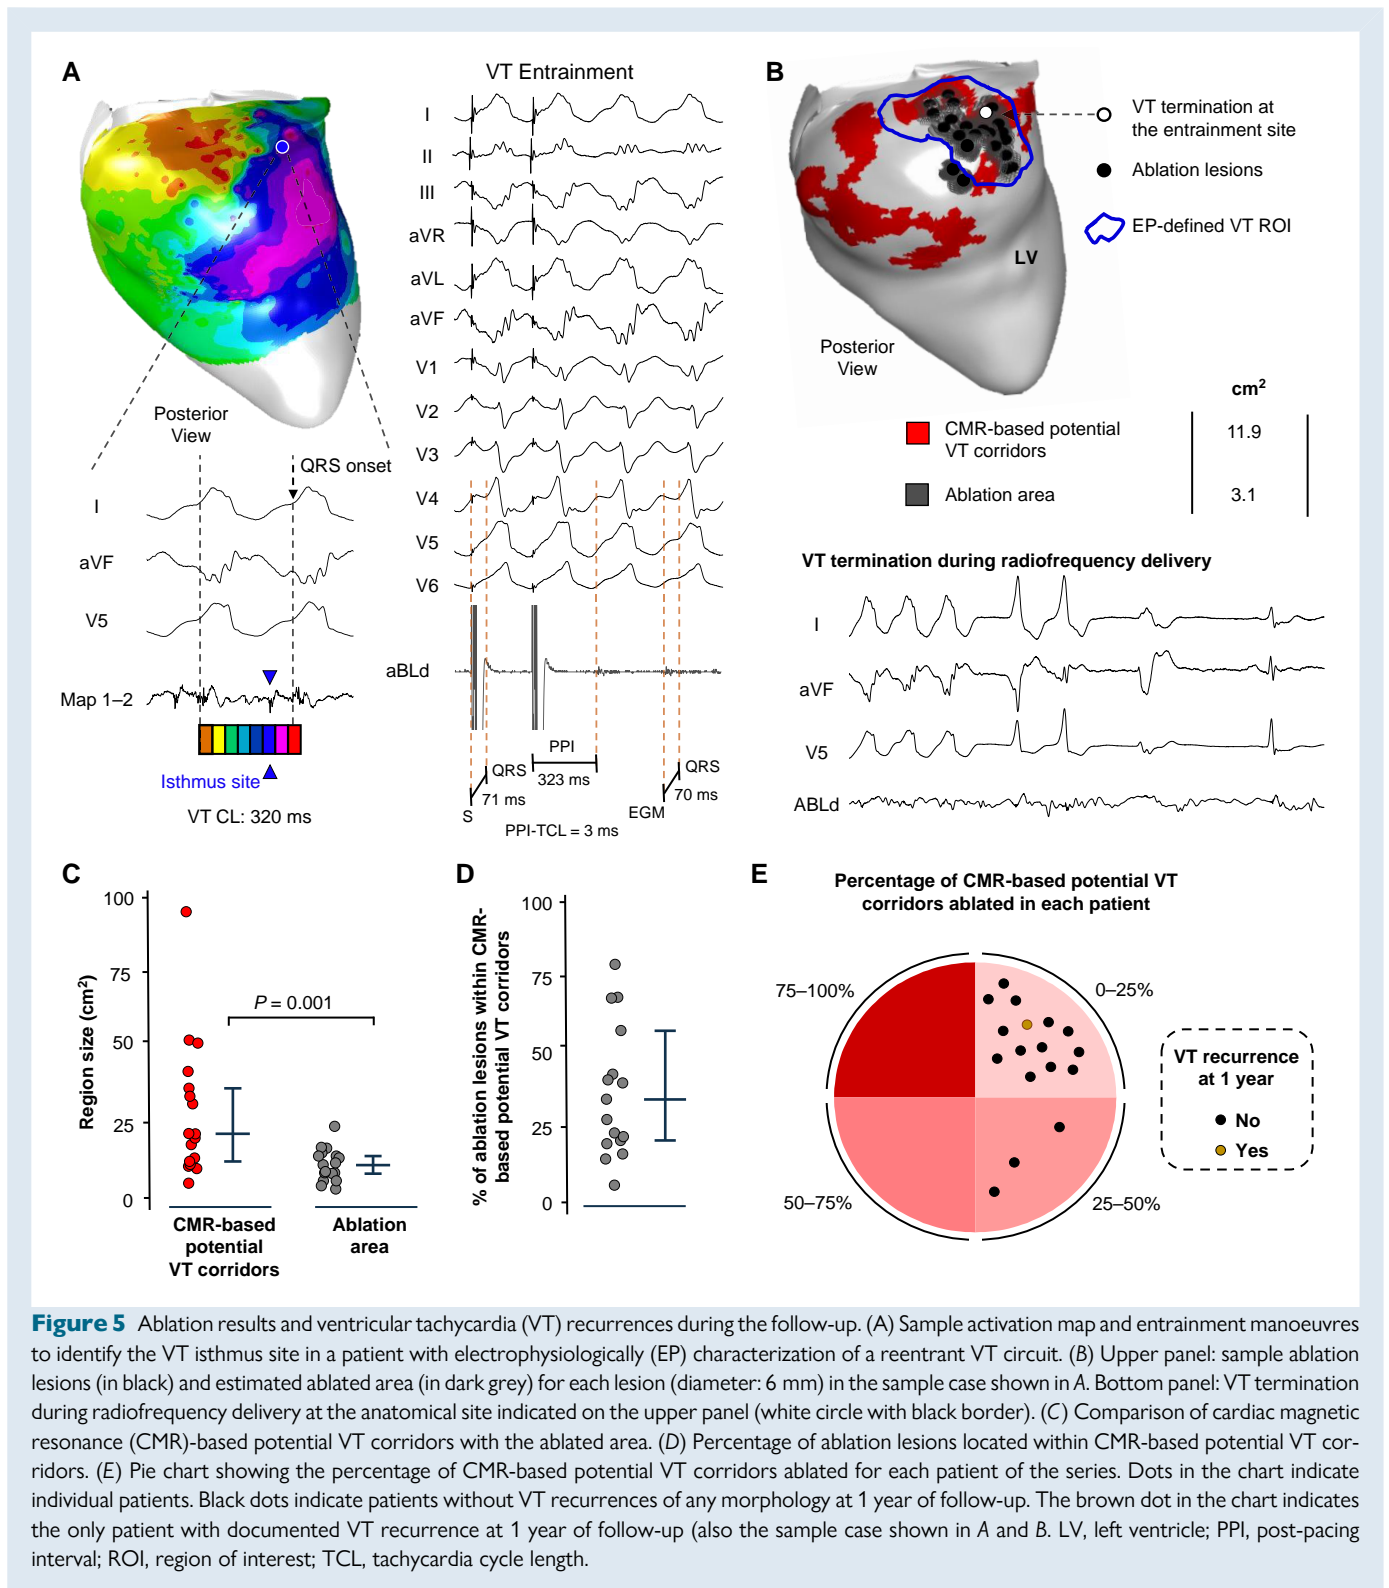 A
VT Entrainment
I
II
III
aVR
aVL
aVF
V1
V2
V3
V4
V5
V6
aBLd
PPI
323 ms
QRS
71 ms
S
QRS
70 ms
EGM
PPI-TCL = 3 ms
Posterior
View
QRS onset
I
aVF
V5
Map 1–2
Isthmus site
VT CL: 320 ms
B
VT termination at
the entrainment site
Ablation lesions
EP-defined VT ROI
LV
Posterior
View
cm²
CMR-based potential
VT corridors
11.9
Ablation area
3.1
VT termination during radiofrequency delivery
I
aVF
V5
ABLd
C
Region size (cm²)
100
75
50
25
0
P = 0.001
CMR-based
potential
VT corridors
Ablation
area
D
% of ablation lesions within CMR-
based potential VT corridors
100
75
50
25
0
E
Percentage of CMR-based potential VT
corridors ablated in each patient
75–100%
0–25%
50–75%
25–50%
VT recurrence
at 1 year
No
Yes
Figure 5 Ablation results and ventricular tachycardia (VT) recurrences during the follow-up. (A) Sample activation map and entrainment manoeuvres
to identify the VT isthmus site in a patient with electrophysiologically (EP) characterization of a reentrant VT circuit. (B) Upper panel: sample ablation
lesions (in black) and estimated ablated area (in dark grey) for each lesion (diameter: 6 mm) in the sample case shown in A. Bottom panel: VT termination
during radiofrequency delivery at the anatomical site indicated on the upper panel (white circle with black border). (C) Comparison of cardiac magnetic
resonance (CMR)-based potential VT corridors with the ablated area. (D) Percentage of ablation lesions located within CMR-based potential VT cor-
ridors. (E) Pie chart showing the percentage of CMR-based potential VT corridors ablated for each patient of the series. Dots in the chart indicate
individual patients. Black dots indicate patients without VT recurrences of any morphology at 1 year of follow-up. The brown dot in the chart indicates
the only patient with documented VT recurrence at 1 year of follow-up (also the sample case shown in A and B. LV, left ventricle; PPI, post-pacing
interval; ROI, region of interest; TCL, tachycardia cycle length.